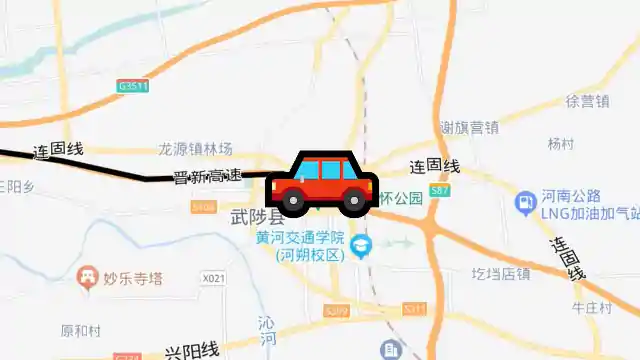 G3511
徐营镇
谢旗营镇
杨村
连固线
龙源镇林场
连固线
晋新高速
S87
怀公园
河南公路
LNG加油加气站
武陟县
黄河交通学院
(河朔校区)
连固线
圪垱店镇
妙乐寺塔
X021
牛庄村
S309
S311
沁河
原和村
兴阳线